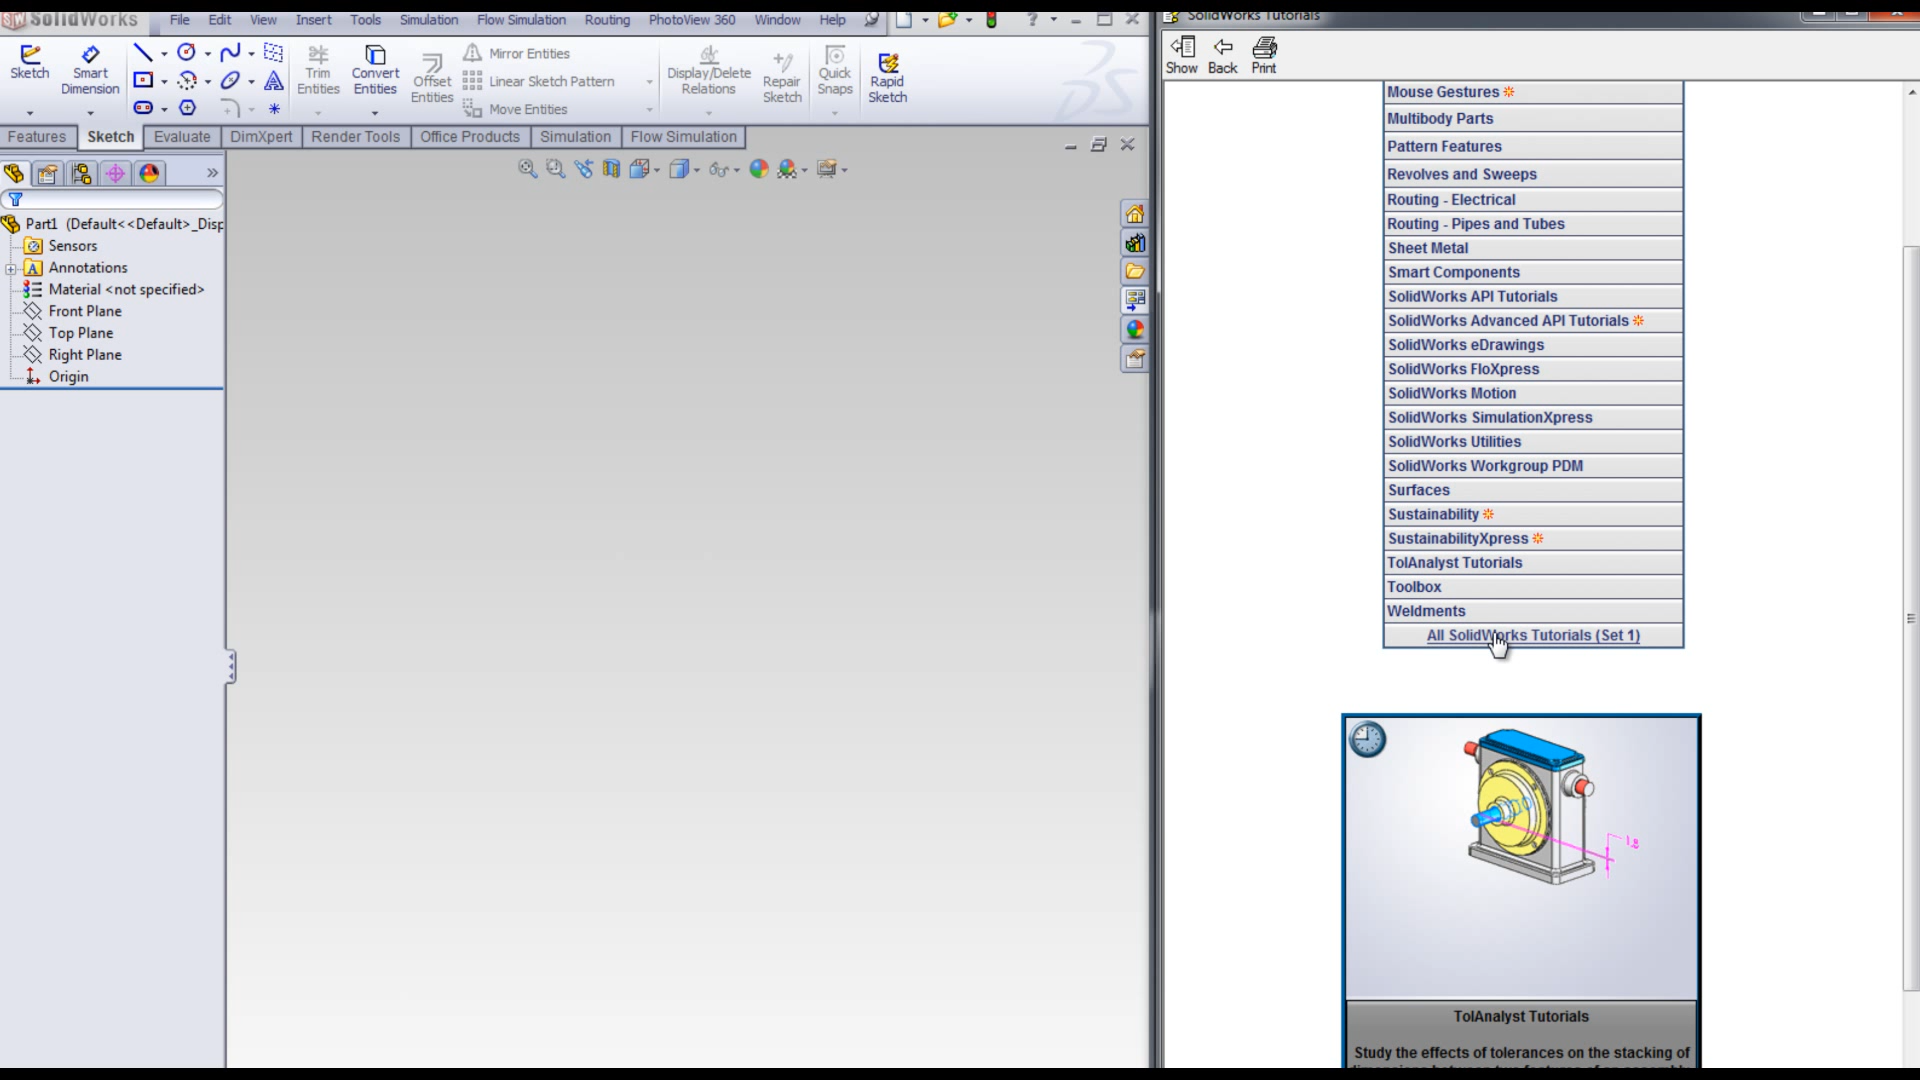 SolidWorks File Edit View Insert Tools Simulation Flow Simulation Routing PhotoView 360 Window Help ?
Sketch
Smart Dimension
Trim Entities
Convert Entities
Offset Entities
Mirror Entities
Linear Sketch Pattern
Move Entities
Display/Delete Relations
Repair Sketch
Quick Snaps
Rapid Sketch
Features Sketch Evaluate DimXpert Render Tools Office Products Simulation Flow Simulation
Part1 (Default<<Default>_Disp
Sensors
Annotations
Material <not specified>
Front Plane
Top Plane
Right Plane
Origin
SolidWorks Tutorials
Show Back Print
Mouse Gestures
Multibody Parts
Pattern Features
Revolves and Sweeps
Routing - Electrical
Routing - Pipes and Tubes
Sheet Metal
Smart Components
SolidWorks API Tutorials
SolidWorks Advanced API Tutorials
SolidWorks eDrawings
SolidWorks FloXpress
SolidWorks Motion
SolidWorks SimulationXpress
SolidWorks Utilities
SolidWorks Workgroup PDM
Surfaces
Sustainability
SustainabilityXpress
TolAnalyst Tutorials
Toolbox
Weldments
All SolidWorks Tutorials (Set 1)
TolAnalyst Tutorials
Study the effects of tolerances on the stacking of